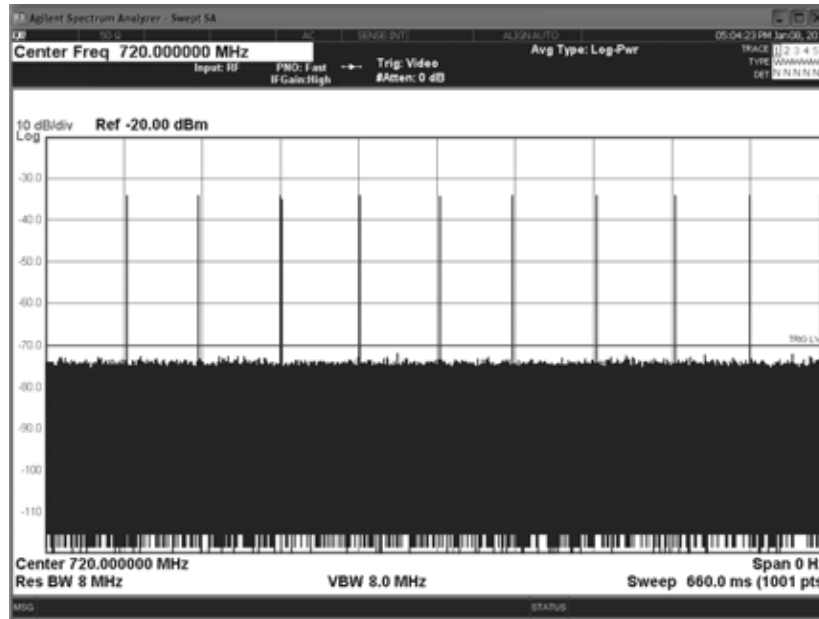 Agilent Spectrum Analyzer - Swept SA
50 Ω AC SENSE:INT ALIGNAUTO 05:04:23 PM Jan 08, 20
Center Freq 720.000000 MHz
Input: RF
PNO: Fast
IFGain:High
Trig: Video
#Atten: 0 dB
Avg Type: Log-Pwr
TRACE 1 2 3 4 5
TYPE WWWWW
DET N N N N N
10 dB/div
Log
Ref -20.00 dBm
-30.0
-40.0
-50.0
-60.0
-70.0
TRIG LV
-80.0
-90.0
-100
-110
Center 720.000000 MHz
Span 0 H
Res BW 8 MHz
VBW 8.0 MHz
Sweep 660.0 ms (1001 pts
MSG
STATUS